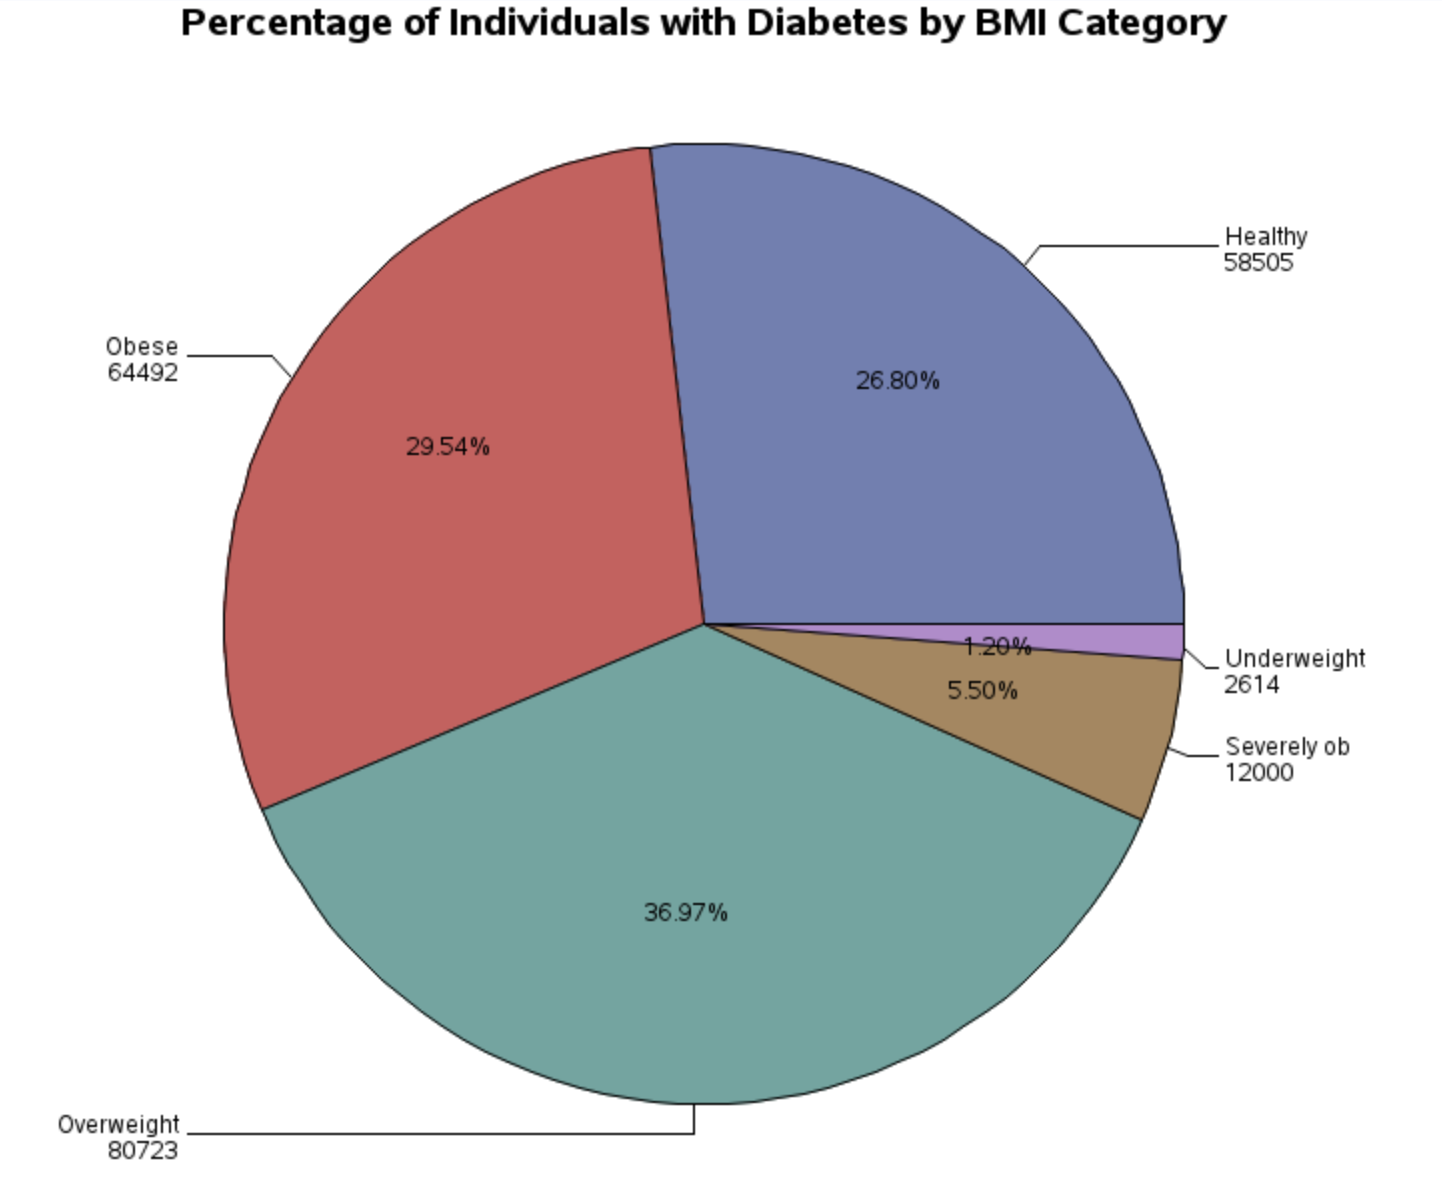 Percentage of Individuals with Diabetes by BMI Category
Healthy
58505
26.80%
Obese
64492
29.54%
1.20%
Underweight
2614
5.50%
Severely ob
12000
36.97%
Overweight
80723